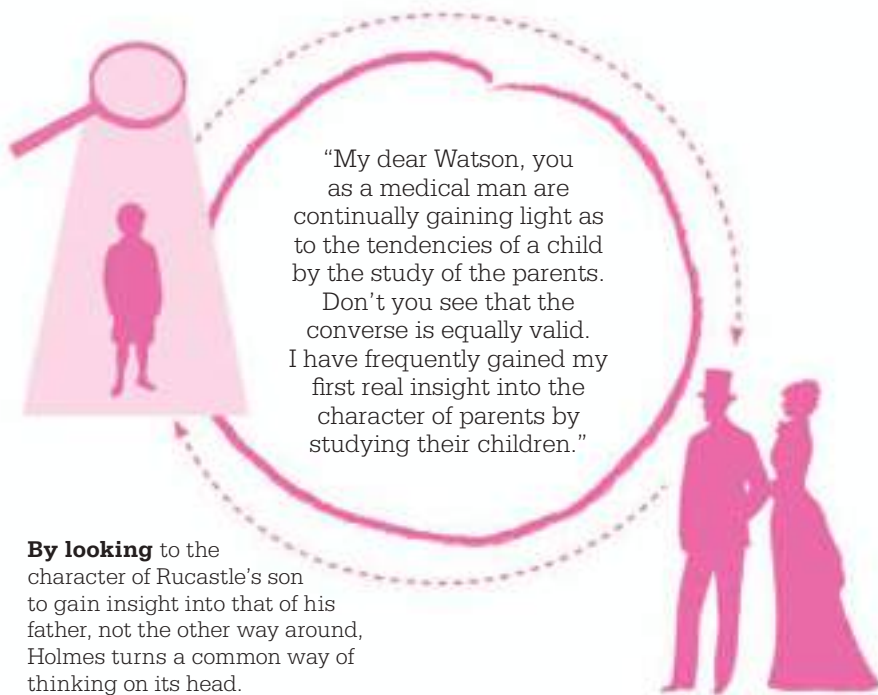 “My dear Watson, you
as a medical man are
continually gaining light as
to the tendencies of a child
by the study of the parents.
Don’t you see that the
converse is equally valid.
I have frequently gained my
first real insight into the
character of parents by
studying their children.”
By looking to the
character of Rucastle’s son
to gain insight into that of his
father, not the other way around,
Holmes turns a common way of
thinking on its head.